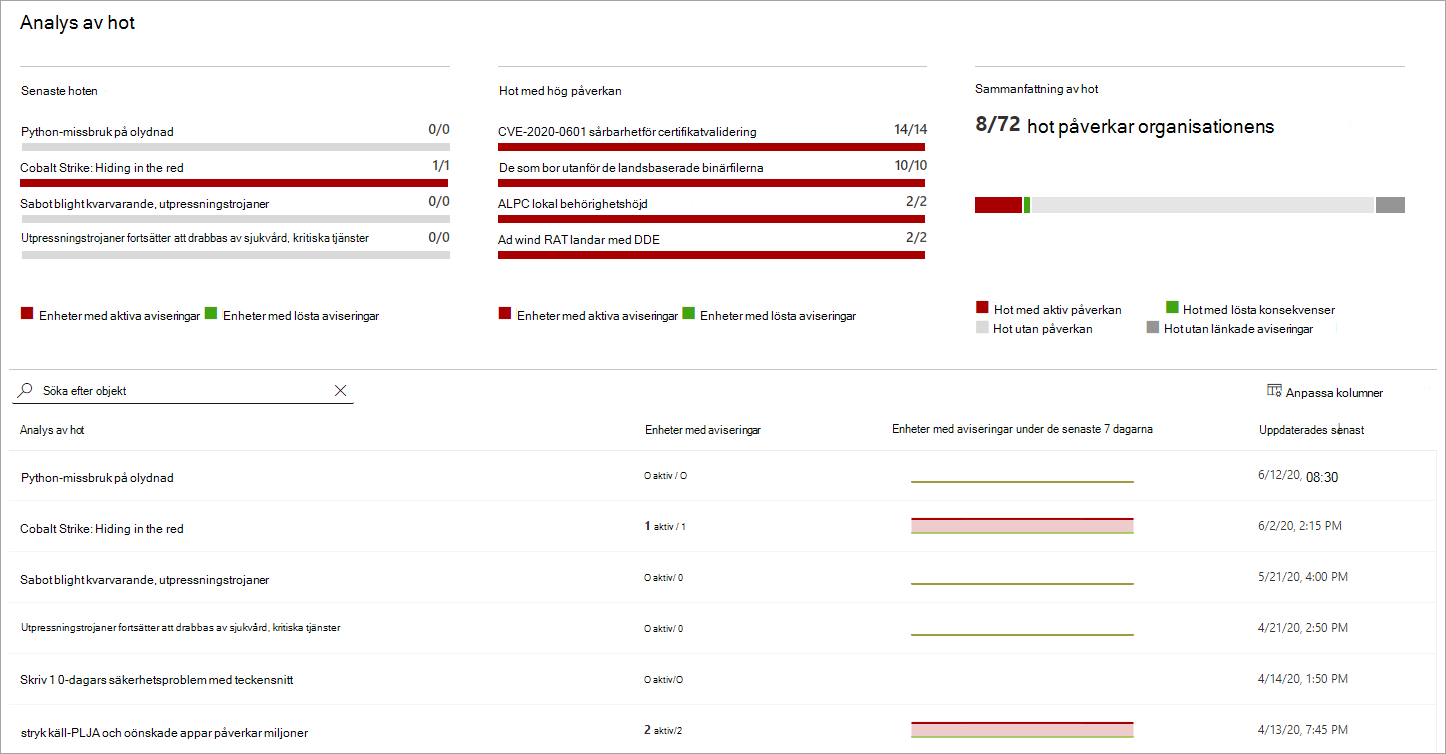 Analys av hot
Senaste hoten
Python-missbruk på olydnad 0/0
Cobalt Strike: Hiding in the red 1/1
Sabot blight kvarvarande, utpressningstrojaner 0/0
Utpressningstrojaner fortsätter att drabbas av sjukvård, kritiska tjänster 0/0
Enheter med aktiva aviseringar Enheter med lösta aviseringar
Hot med hög påverkan
CVE-2020-0601 sårbarhetför certifikatvalidering 14/14
De som bor utanför de landsbaserade binärfilerna 10/10
ALPC lokal behörighetshöjd 2/2
Ad wind RAT landar med DDE 2/2
Enheter med aktiva aviseringar Enheter med lösta aviseringar
Sammanfattning av hot
8/72 hot påverkar organisationens
Hot med aktiv påverkan Hot med lösta konsekvenser
Hot utan påverkan Hot utan länkade aviseringar
Söka efter objekt
Anpassa kolumner
Analys av hot Enheter med aviseringar Enheter med aviseringar under de senaste 7 dagarna Uppdaterades senast
Python-missbruk på olydnad O aktiv / O 6/12/20, 08:30
Cobalt Strike: Hiding in the red 1 aktiv / 1 6/2/20, 2:15 PM
Sabot blight kvarvarande, utpressningstrojaner O aktiv/ 0 5/21/20, 4:00 PM
Utpressningstrojaner fortsätter att drabbas av sjukvård, kritiska tjänster O aktiv/ 0 4/21/20, 2:50 PM
Skriv 1 0-dagars säkerhetsproblem med teckensnitt O aktiv/O 4/14/20, 1:50 PM
stryk käll-PLJA och oönskade appar påverkar miljoner 2 aktiv/2 4/13/20, 7:45 PM